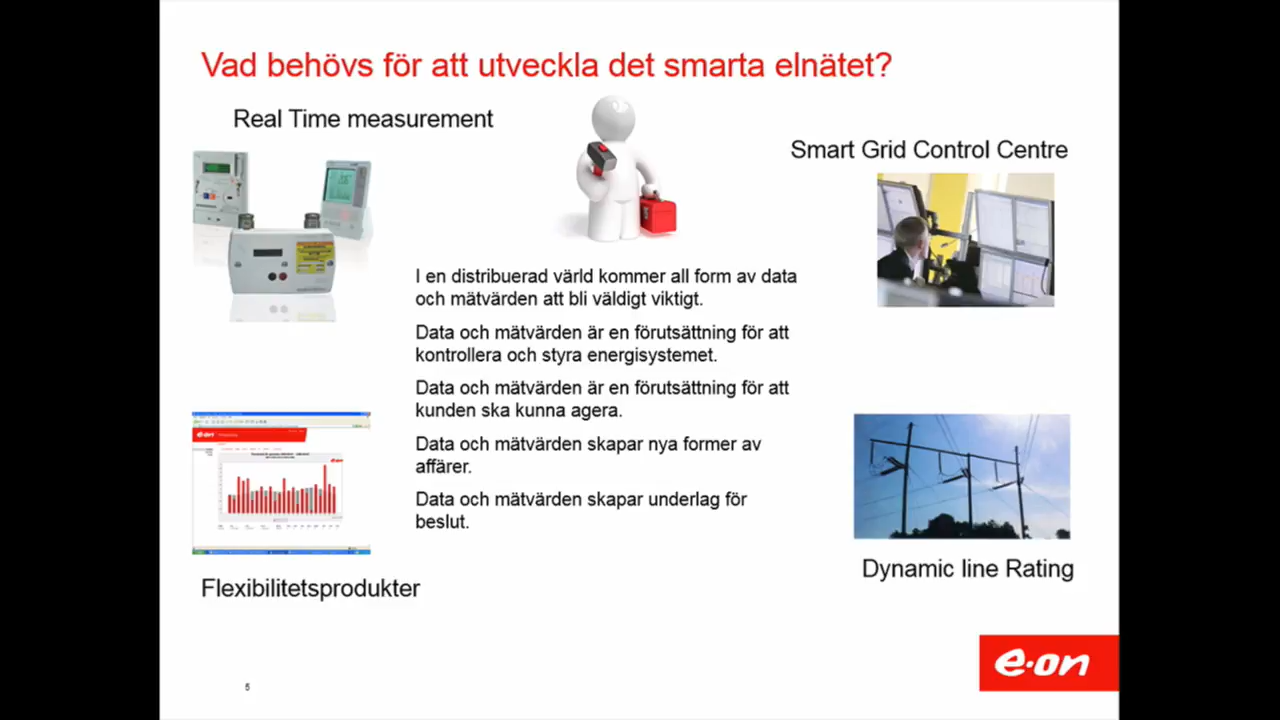 Vad behövs för att utveckla det smarta elnätet?
Real Time measurement
Smart Grid Control Centre
I en distribuerad värld kommer all form av data
och mätvärden att bli väldigt viktigt.
Data och mätvärden är en förutsättning för att
kontrollera och styra energisystemet.
Data och mätvärden är en förutsättning för att
kunden ska kunna agera.
Data och mätvärden skapar nya former av
affärer.
Data och mätvärden skapar underlag för
beslut.
e·on
Flexibilitetsprodukter
Dynamic line Rating
e·on
5